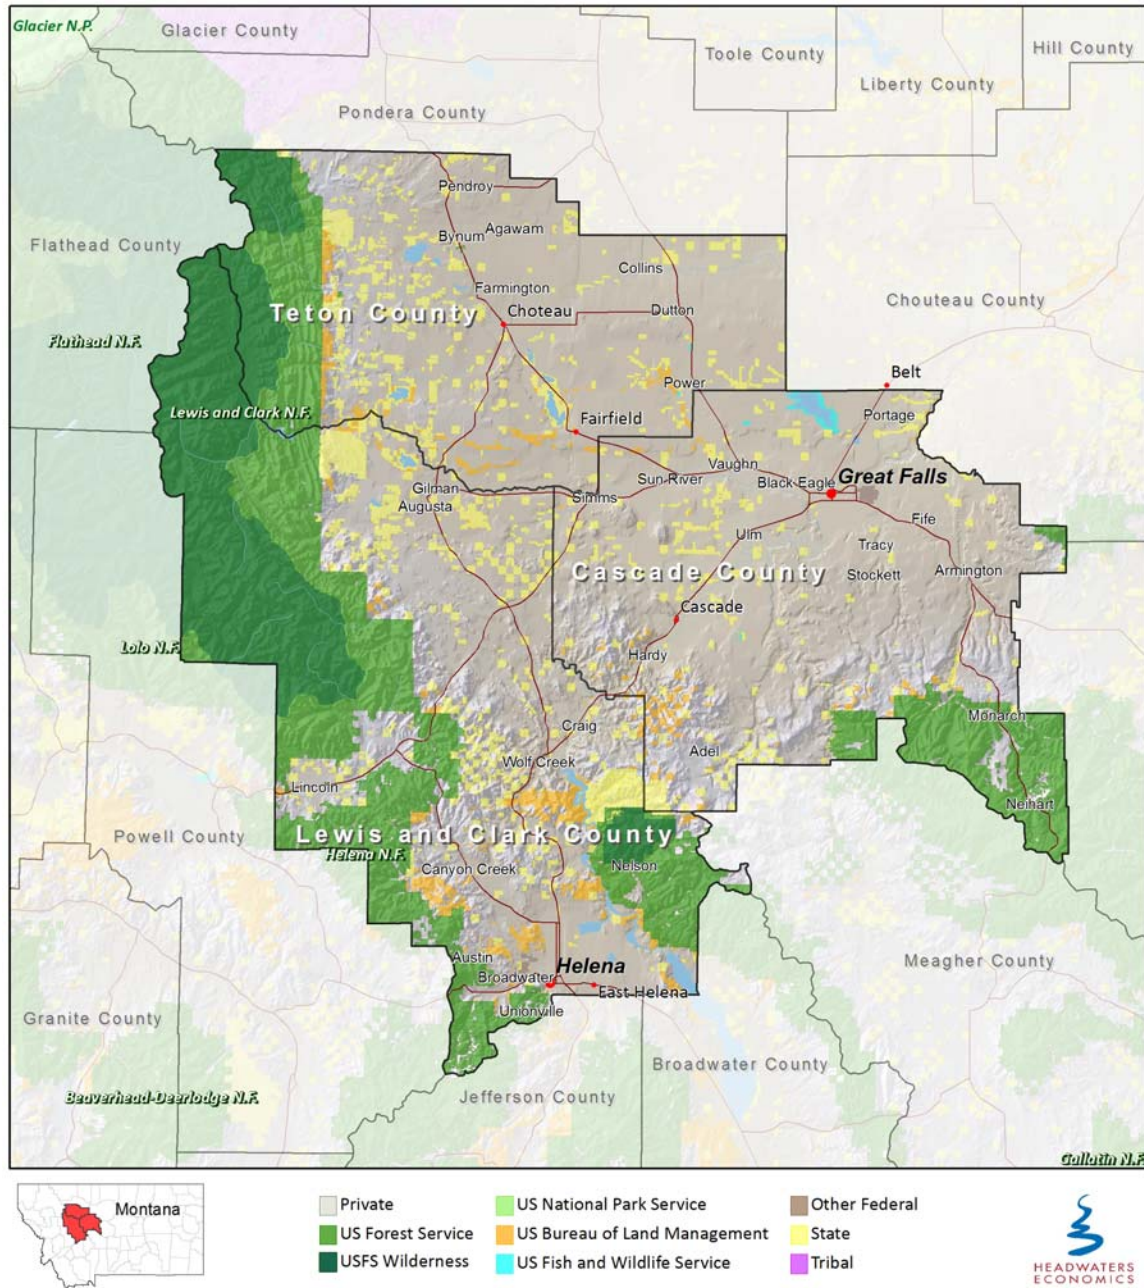 Glacier N.P.
Glacier County
Toole County
Hill County
Liberty County
Pondera County
Pendroy
Agawam
Bynum
Flathead County
Collins
Farmington
Chouteau County
Teton County
Choteau
Dutton
Flathead N.F.
Belt
Power
Lewis and Clark N.F.
Portage
Fairfield
Vaughn
Sun River
Black Eagle
Great Falls
Gilman
Simms
Augusta
Fife
Ulm
Tracy
Cascade County
Stockett
Armington
Cascade
Lolo N.F.
Hardy
Monarch
Craig
Adel
Wolf Creek
Lincoln
Neihart
Powell County
Lewis and Clark County
Helena N.F.
Nelson
Canyon Creek
Austin
Helena
Meagher County
Broadwater
East Helena
Unionville
Granite County
Broadwater County
Beaverhead-Deerlodge N.F.
Jefferson County
Gallatin N.F.
Montana
Private
US Forest Service
USFS Wilderness
US National Park Service
US Bureau of Land Management
US Fish and Wildlife Service
Other Federal
State
Tribal
HEADWATERS
ECONOMICS